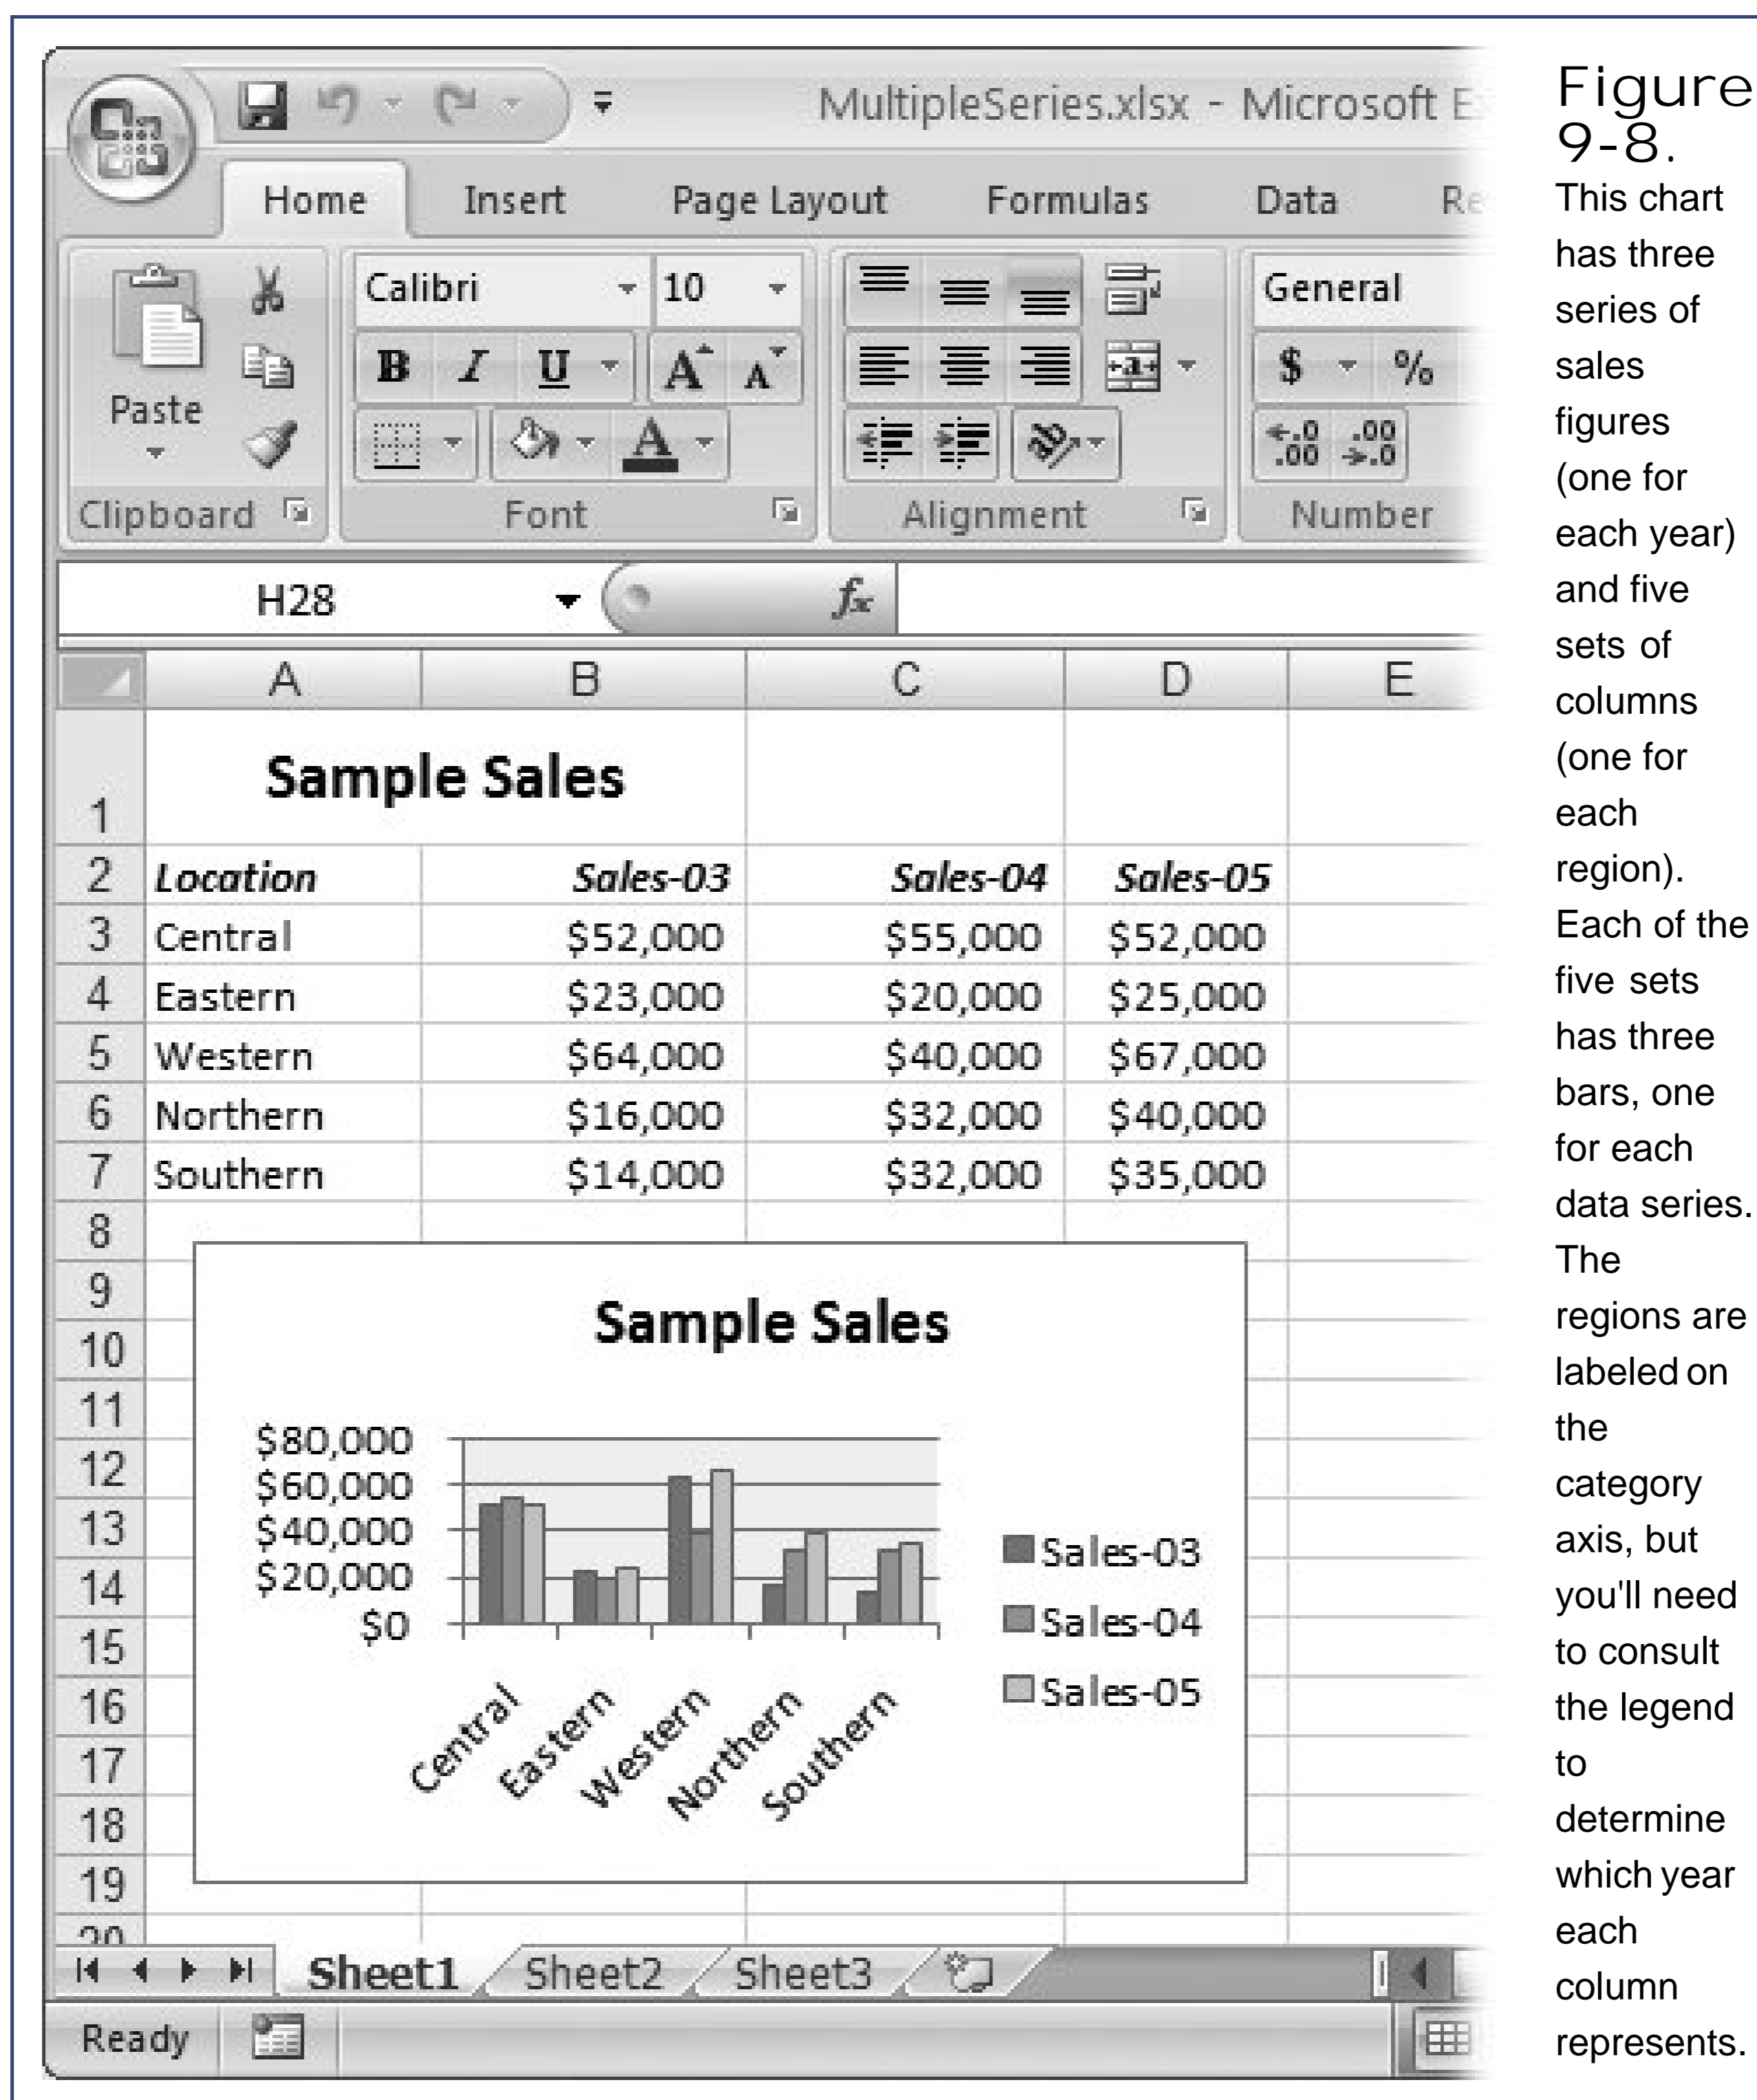 MultipleSeries.xlsx - Microsoft
Home Insert Page Layout Formulas Data
Calibri 10 General
B I U A A $ %
Paste A .0 .00
.00 .0
Clipboard Font Alignment Number
H28 fx
A B C D E
1 Sample Sales
2 Location Sales-03 Sales-04 Sales-05
3 Central $52,000 $55,000 $52,000
4 Eastern $23,000 $20,000 $25,000
5 Western $64,000 $40,000 $67,000
6 Northern $16,000 $32,000 $40,000
7 Southern $14,000 $32,000 $35,000
8
9
10
11
12
13
14
15
16
17
18
19
20
Sample Sales
$80,000
$60,000
$40,000
$20,000
$0
Central Eastern Western Northern Southern
Sales-03
Sales-04
Sales-05
Sheet1 Sheet2 Sheet3
Ready
Figure
9-8.
This chart
has three
series of
sales
figures
(one for
each year)
and five
sets of
columns
(one for
each
region).
Each of the
five sets
has three
bars, one
for each
data series.
The
regions are
labeled on
the
category
axis, but
you'll need
to consult
the legend
to
determine
which year
each
column
represents.